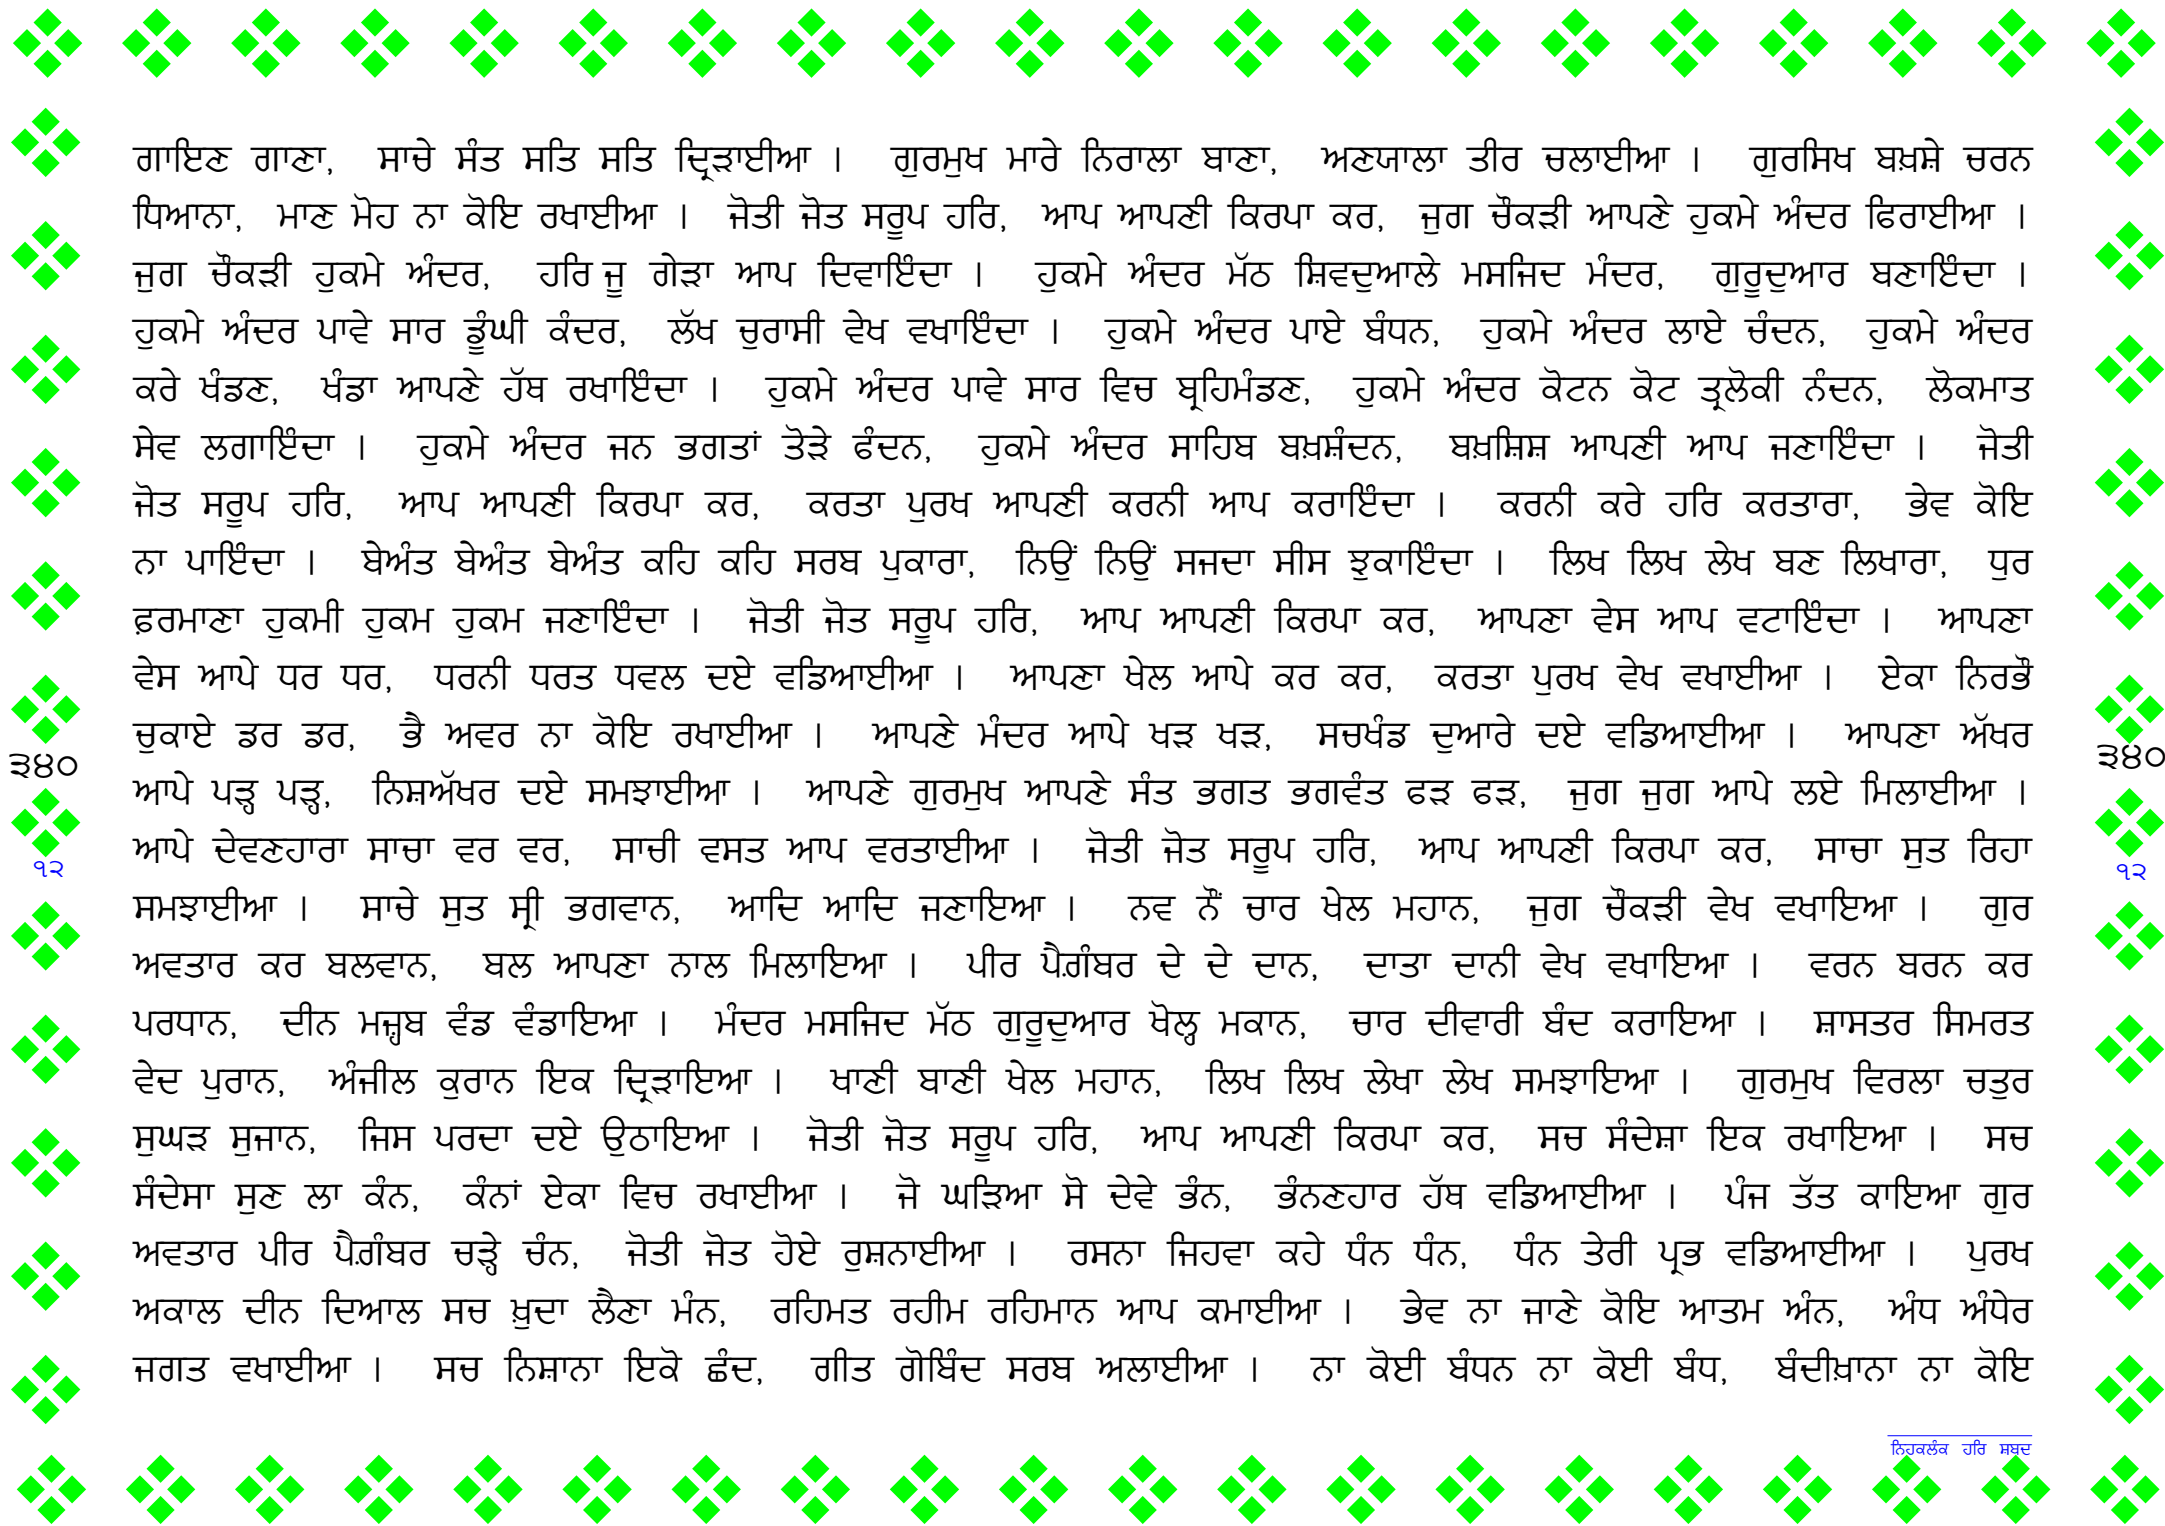 ਗਾਇਣ ਗਾਣਾ, ਸਾਚੇ ਸੰਤ ਸਤਿ ਸਤਿ ਦ੍ਰਿੜਾਈਆ । ਗੁਰਮੁਖ ਮਾਰੇ ਨਿਰਾਲਾ ਬਾਣਾ, ਅਣਯਾਲਾ ਤੀਰ ਚਲਾਈਆ । ਗੁਰਸਿਖ ਬਖ਼ਸ਼ੇ ਚਰਨ
ਧਿਆਨਾ, ਮਾਣ ਮੋਹ ਨਾ ਕੋਇ ਰਖਾਈਆ । ਜੋਤੀ ਜੋਤ ਸਰੂਪ ਹਰਿ, ਆਪ ਆਪਣੀ ਕਿਰਪਾ ਕਰ, ਜੁਗ ਚੌਕੜੀ ਆਪਣੇ ਹੁਕਮੇ ਅੰਦਰ ਫਿਰਾਈਆ ।
ਜੁਗ ਚੌਕੜੀ ਹੁਕਮੇ ਅੰਦਰ, ਹਰਿ ਜੂ ਗੇੜਾ ਆਪ ਦਿਵਾਇੰਦਾ । ਹੁਕਮੇ ਅੰਦਰ ਮੱਠ ਸ਼ਿਵਦੁਆਲੇ ਮਸਜਿਦ ਮੰਦਰ, ਗੁਰੂਦੁਆਰ ਬਣਾਇੰਦਾ ।
ਹੁਕਮੇ ਅੰਦਰ ਪਾਵੇ ਸਾਰ ਡੂੰਘੀ ਕੰਦਰ, ਲੱਖ ਚੁਰਾਸੀ ਵੇਖ ਵਖਾਇੰਦਾ । ਹੁਕਮੇ ਅੰਦਰ ਪਾਏ ਬੰਧਨ, ਹੁਕਮੇ ਅੰਦਰ ਲਾਏ ਚੰਦਨ, ਹੁਕਮੇ ਅੰਦਰ
ਕਰੇ ਖੰਡਣ, ਖੰਡਾ ਆਪਣੇ ਹੱਥ ਰਖਾਇੰਦਾ । ਹੁਕਮੇ ਅੰਦਰ ਪਾਵੇ ਸਾਰ ਵਿਚ ਬ੍ਰਹਿਮੰਡਣ, ਹੁਕਮੇ ਅੰਦਰ ਕੋਟਨ ਕੋਟ ਤ੍ਰਲੋਕੀ ਨੰਦਨ, ਲੋਕਮਾਤ
ਸੇਵ ਲਗਾਇੰਦਾ । ਹੁਕਮੇ ਅੰਦਰ ਜਨ ਭਗਤਾਂ ਤੋੜੇ ਫੰਦਨ, ਹੁਕਮੇ ਅੰਦਰ ਸਾਹਿਬ ਬਖ਼ਸ਼ੰਦਨ, ਬਖ਼ਸ਼ਿਸ਼ ਆਪਣੀ ਆਪ ਜਣਾਇੰਦਾ । ਜੋਤੀ
ਜੋਤ ਸਰੂਪ ਹਰਿ, ਆਪ ਆਪਣੀ ਕਿਰਪਾ ਕਰ, ਕਰਤਾ ਪੁਰਖ ਆਪਣੀ ਕਰਨੀ ਆਪ ਕਰਾਇੰਦਾ । ਕਰਨੀ ਕਰੇ ਹਰਿ ਕਰਤਾਰਾ, ਭੇਵ ਕੋਇ
ਨਾ ਪਾਇੰਦਾ । ਬੇਅੰਤ ਬੇਅੰਤ ਬੇਅੰਤ ਕਹਿ ਕਹਿ ਸਰਬ ਪੁਕਾਰਾ, ਨਿਉਂ ਨਿਉਂ ਸਜਦਾ ਸੀਸ ਝੁਕਾਇੰਦਾ । ਲਿਖ ਲਿਖ ਲੇਖ ਬਣ ਲਿਖਾਰਾ, ਧੁਰ
ਫ਼ਰਮਾਣਾ ਹੁਕਮੀ ਹੁਕਮ ਹੁਕਮ ਜਣਾਇੰਦਾ । ਜੋਤੀ ਜੋਤ ਸਰੂਪ ਹਰਿ, ਆਪ ਆਪਣੀ ਕਿਰਪਾ ਕਰ, ਆਪਣਾ ਵੇਸ ਆਪ ਵਟਾਇੰਦਾ । ਆਪਣਾ
ਵੇਸ ਆਪੇ ਧਰ ਧਰ, ਧਰਨੀ ਧਰਤ ਧਵਲ ਦਏ ਵਡਿਆਈਆ । ਆਪਣਾ ਖੇਲ ਆਪੇ ਕਰ ਕਰ, ਕਰਤਾ ਪੁਰਖ ਵੇਖ ਵਖਾਈਆ । ਏਕਾ ਨਿਰਭੌ
ਚੁਕਾਏ ਡਰ ਡਰ, ਭੈ ਅਵਰ ਨਾ ਕੋਇ ਰਖਾਈਆ । ਆਪਣੇ ਮੰਦਰ ਆਪੇ ਖੜ ਖੜ, ਸਚਖੰਡ ਦੁਆਰੇ ਦਏ ਵਡਿਆਈਆ । ਆਪਣਾ ਅੱਖਰ
੩੪੦
੩੪੦
ਆਪੇ ਪੜ੍ਹ ਪੜ੍ਹ, ਨਿਸ਼ਅੱਖਰ ਦਏ ਸਮਝਾਈਆ । ਆਪਣੇ ਗੁਰਮੁਖ ਆਪਣੇ ਸੰਤ ਭਗਤ ਭਗਵੰਤ ਫੜ ਫੜ, ਜੁਗ ਜੁਗ ਆਪੇ ਲਏ ਮਿਲਾਈਆ ।
ਆਪੇ ਦੇਵਣਹਾਰਾ ਸਾਚਾ ਵਰ ਵਰ, ਸਾਚੀ ਵਸਤ ਆਪ ਵਰਤਾਈਆ । ਜੋਤੀ ਜੋਤ ਸਰੂਪ ਹਰਿ, ਆਪ ਆਪਣੀ ਕਿਰਪਾ ਕਰ, ਸਾਚਾ ਸੁਤ ਰਿਹਾ
੧੨
੧੨
ਸਮਝਾਈਆ । ਸਾਚੇ ਸੁਤ ਸ੍ਰੀ ਭਗਵਾਨ, ਆਦਿ ਆਦਿ ਜਣਾਇਆ । ਨਵ ਨੌਂ ਚਾਰ ਖੇਲ ਮਹਾਨ, ਜੁਗ ਚੌਕੜੀ ਵੇਖ ਵਖਾਇਆ । ਗੁਰ
ਅਵਤਾਰ ਕਰ ਬਲਵਾਨ, ਬਲ ਆਪਣਾ ਨਾਲ ਮਿਲਾਇਆ । ਪੀਰ ਪੈਗ਼ੰਬਰ ਦੇ ਦੇ ਦਾਨ, ਦਾਤਾ ਦਾਨੀ ਵੇਖ ਵਖਾਇਆ । ਵਰਨ ਬਰਨ ਕਰ
ਪਰਧਾਨ, ਦੀਨ ਮਜ਼੍ਹਬ ਵੰਡ ਵੰਡਾਇਆ । ਮੰਦਰ ਮਸਜਿਦ ਮੱਠ ਗੁਰੂਦੁਆਰ ਖੋਲ੍ਹ ਮਕਾਨ, ਚਾਰ ਦੀਵਾਰੀ ਬੰਦ ਕਰਾਇਆ । ਸ਼ਾਸਤਰ ਸਿਮਰਤ
ਵੇਦ ਪੁਰਾਨ, ਅੰਜੀਲ ਕੁਰਾਨ ਇਕ ਦ੍ਰਿੜਾਇਆ । ਖਾਣੀ ਬਾਣੀ ਖੇਲ ਮਹਾਨ, ਲਿਖ ਲਿਖ ਲੇਖਾ ਲੇਖ ਸਮਝਾਇਆ । ਗੁਰਮੁਖ ਵਿਰਲਾ ਚਤੁਰ
ਸੁਘੜ ਸੁਜਾਨ, ਜਿਸ ਪਰਦਾ ਦਏ ਉਠਾਇਆ । ਜੋਤੀ ਜੋਤ ਸਰੂਪ ਹਰਿ, ਆਪ ਆਪਣੀ ਕਿਰਪਾ ਕਰ, ਸਚ ਸੰਦੇਸ਼ਾ ਇਕ ਰਖਾਇਆ । ਸਚ
ਸੰਦੇਸਾ ਸੁਣ ਲਾ ਕੰਨ, ਕੰਨਾਂ ਏਕਾ ਵਿਚ ਰਖਾਈਆ । ਜੋ ਘੜਿਆ ਸੋ ਦੇਵੇ ਭੰਨ, ਭੰਨਣਹਾਰ ਹੱਥ ਵਡਿਆਈਆ । ਪੰਜ ਤੱਤ ਕਾਇਆ ਗੁਰ
ਅਵਤਾਰ ਪੀਰ ਪੈਗ਼ੰਬਰ ਚੜ੍ਹੇ ਚੰਨ, ਜੋਤੀ ਜੋਤ ਹੋਏ ਰੁਸ਼ਨਾਈਆ । ਰਸਨਾ ਜਿਹਵਾ ਕਹੇ ਧੰਨ ਧੰਨ, ਧੰਨ ਤੇਰੀ ਪ੍ਰਭ ਵਡਿਆਈਆ । ਪੁਰਖ
ਅਕਾਲ ਦੀਨ ਦਿਆਲ ਸਚ ਖ਼ੁਦਾ ਲੈਣਾ ਮੰਨ, ਰਹਿਮਤ ਰਹੀਮ ਰਹਿਮਾਨ ਆਪ ਕਮਾਈਆ । ਭੇਵ ਨਾ ਜਾਣੇ ਕੋਇ ਆਤਮ ਅੰਨ, ਅੰਧ ਅੰਧੇਰ
ਜਗਤ ਵਖਾਈਆ । ਸਚ ਨਿਸ਼ਾਨਾ ਇਕੋ ਛੰਦ, ਗੀਤ ਗੋਬਿੰਦ ਸਰਬ ਅਲਾਈਆ । ਨਾ ਕੋਈ ਬੰਧਨ ਨਾ ਕੋਈ ਬੰਧ, ਬੰਦੀਖ਼ਾਨਾ ਨਾ ਕੋਇ
ਨਿਹਕਲੰਕ ਹਰਿ ਸ਼ਬਦ